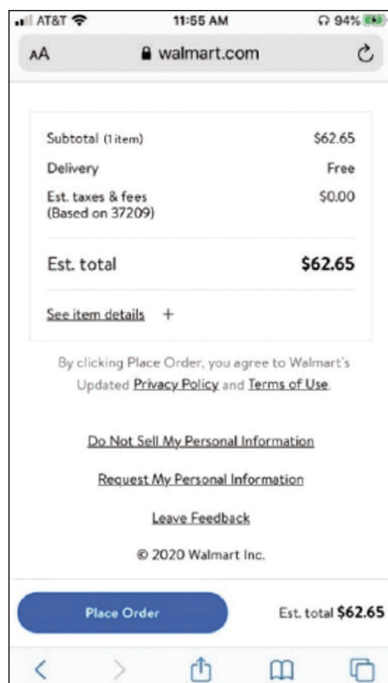 AT&T 11:55 AM 94%
AA walmart.com
Subtotal (1 item) $62.65
Delivery Free
Est. taxes & fees $0.00
(Based on 37209)
Est. total $62.65
See item details +
By clicking Place Order, you agree to Walmart's
Updated Privacy Policy and Terms of Use
Do Not Sell My Personal Information
Request My Personal Information
Leave Feedback
© 2020 Walmart Inc.
Place Order Est. total $62.65